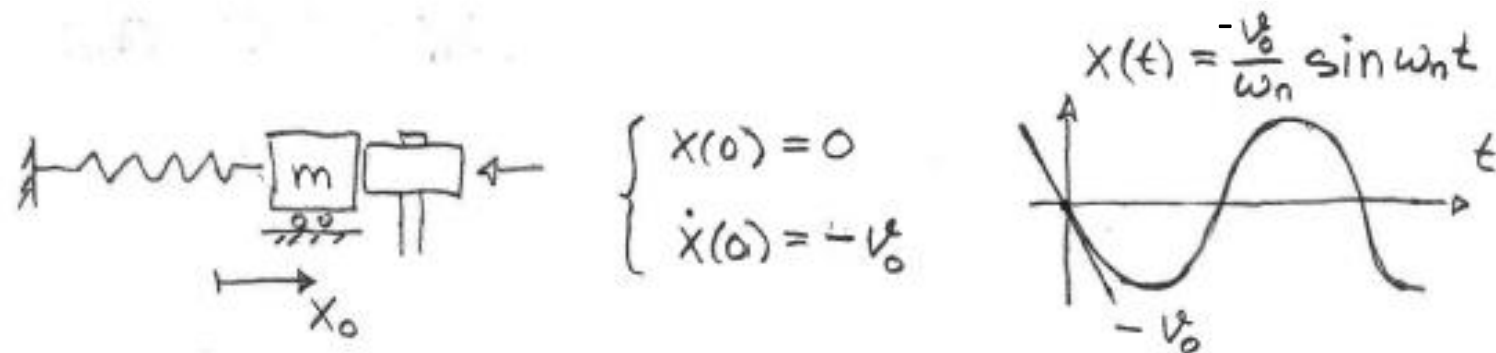 m
X₀
{ X(0) = 0
Ẋ(0) = -v₀
X(t) = -v₀/ωₙ sin ωₙt
t
-v₀